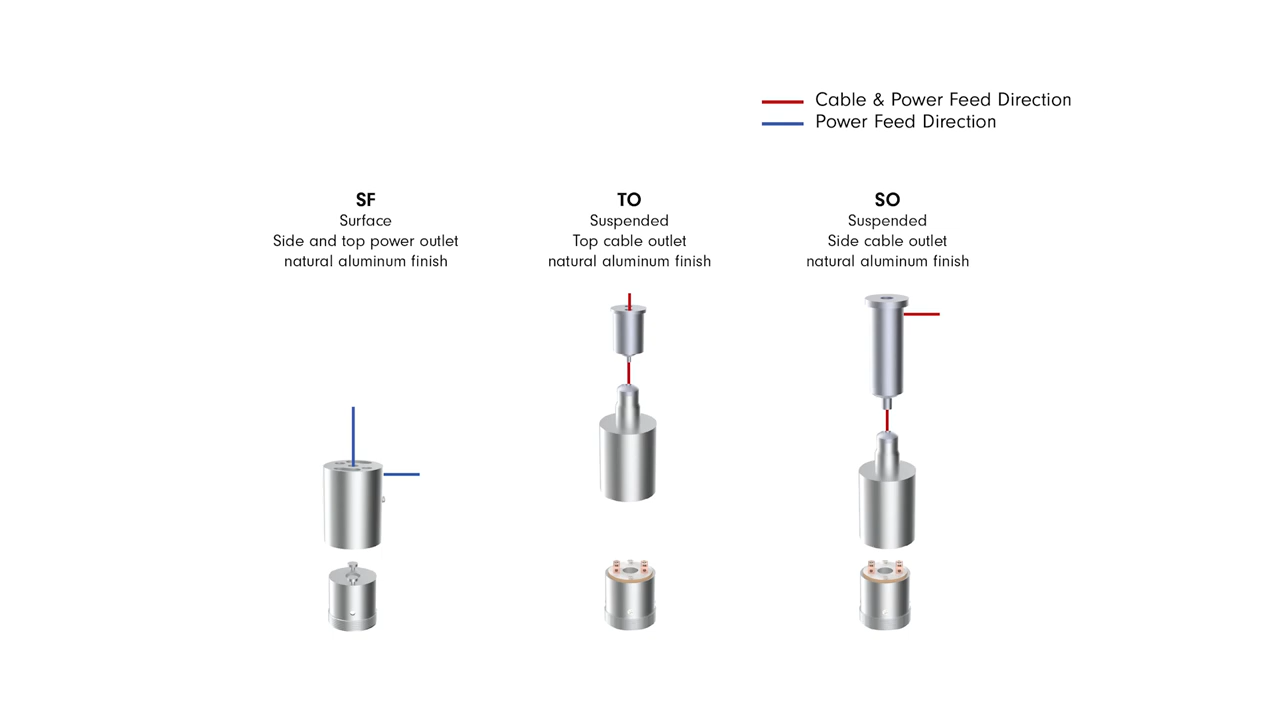 Cable & Power Feed Direction
Power Feed Direction
SF
Surface
Side and top power outlet
natural aluminum finish
TO
Suspended
Top cable outlet
natural aluminum finish
SO
Suspended
Side cable outlet
natural aluminum finish